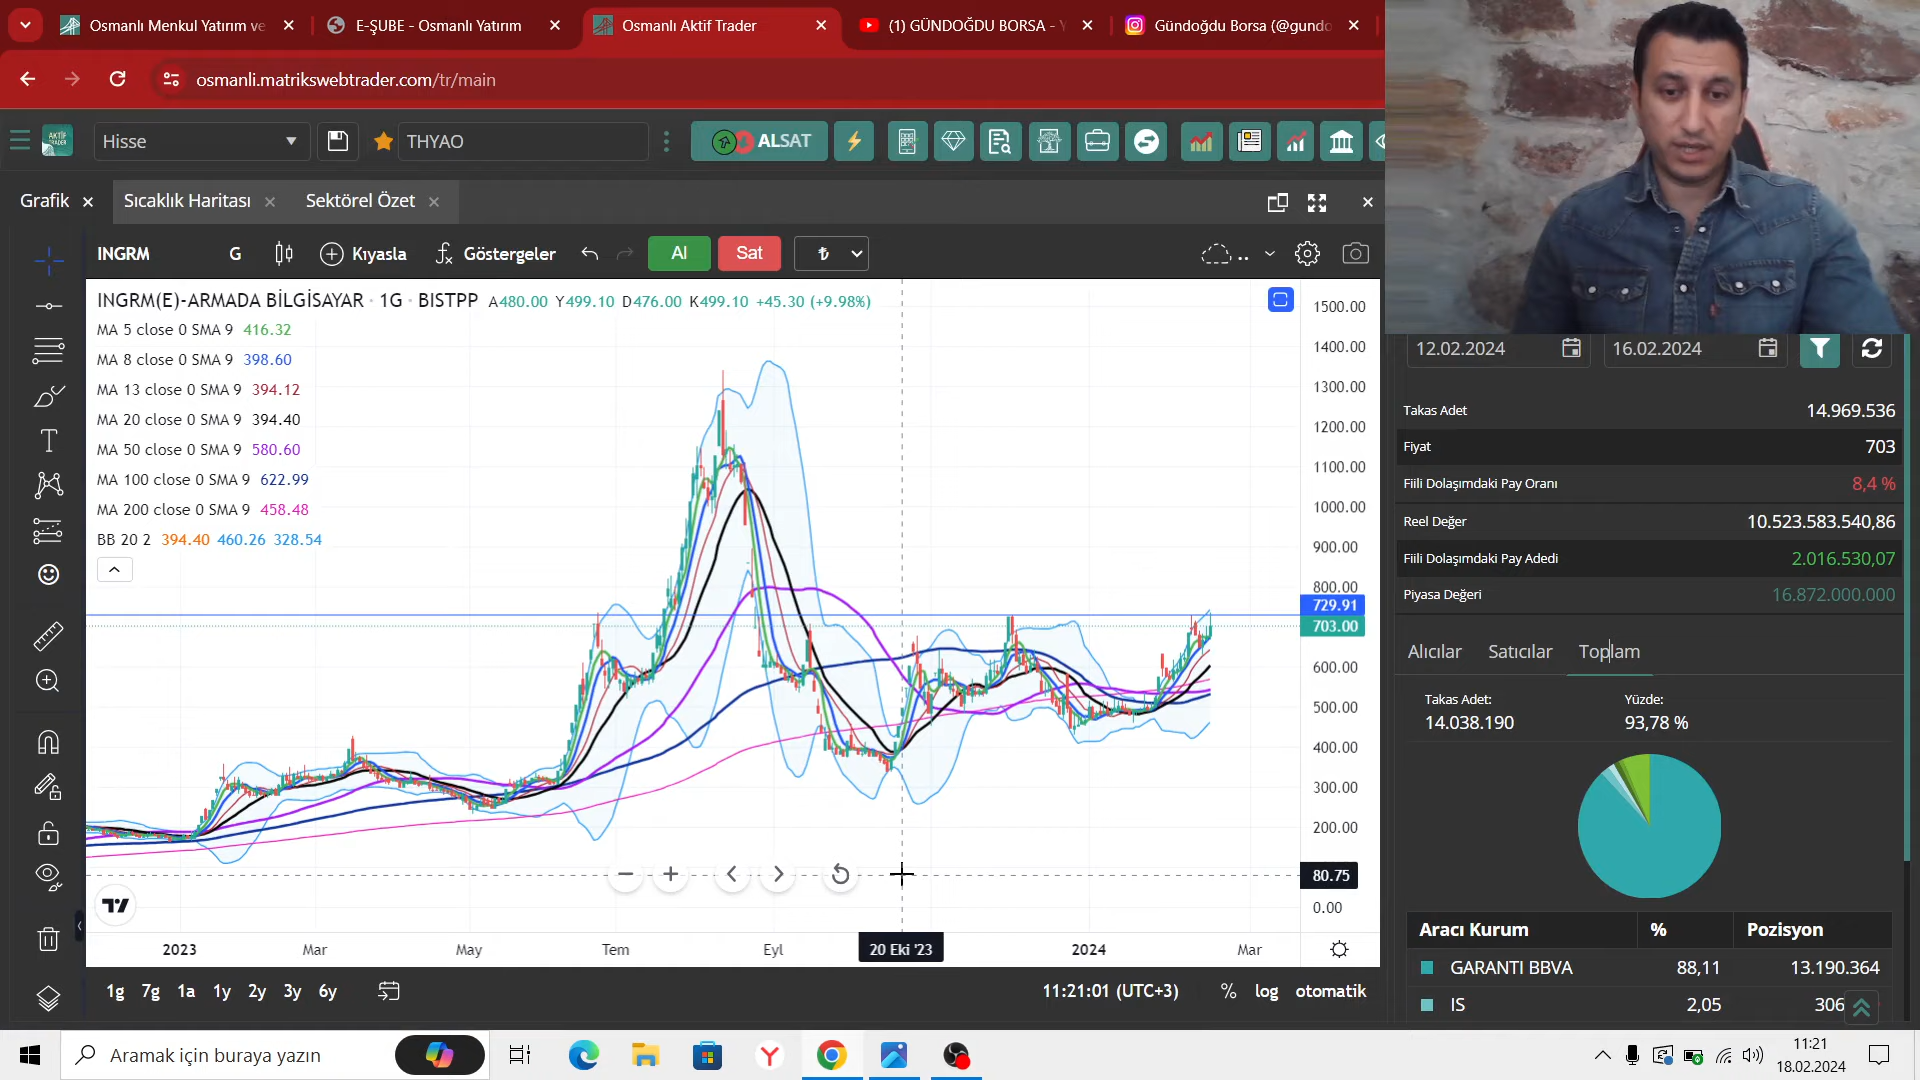 Osmanlı Menkul Yatırım ve
E-ŞUBE - Osmanlı Yatırım
Osmanlı Aktif Trader
(1) GÜNDOĞDU BORSA - Y
Gündoğdu Borsa (@gundo
osmanli.matrikswebtrader.com/tr/main
AKTİF TRADER
Hisse
THYAO
ALSAT
Grafik
Sıcaklık Haritası
Sektörel Özet
INGRM
G
Kıyasla
Göstergeler
Al
Sat
₺
INGRM(E)-ARMADA BİLGİSAYAR · 1G · BISTPP A480.00 Y499.10 D476.00 K499.10 +45.30 (+9.98%)
MA 5 close 0 SMA 9 416.32
MA 8 close 0 SMA 9 398.60
MA 13 close 0 SMA 9 394.12
MA 20 close 0 SMA 9 394.40
MA 50 close 0 SMA 9 580.60
MA 100 close 0 SMA 9 622.99
MA 200 close 0 SMA 9 458.48
BB 20 2 394.40 460.26 328.54
1500.00
1400.00
1300.00
1200.00
1100.00
1000.00
900.00
800.00
729.91
703.00
600.00
500.00
400.00
300.00
200.00
80.75
0.00
2023
Mar
May
Tem
Eyl
20 Eki '23
2024
Mar
1g 7g 1a 1y 2y 3y 6y
11:21:01 (UTC+3)
%
log
otomatik
12.02.2024
16.02.2024
Takas Adet 14.969.536
Fiyat 703
Fiili Dolaşımdaki Pay Oranı 8,4 %
Reel Değer 10.523.583.540,86
Fiili Dolaşımdaki Pay Adedi 2.016.530,07
Piyasa Değeri 16.872.000.000
Alıcılar
Satıcılar
Toplam
Takas Adet: Yüzde:
14.038.190 93,78 %
Aracı Kurum % Pozisyon
GARANTI BBVA 88,11 13.190.364
IS 2,05 306
Aramak için buraya yazın
11:21
18.02.2024